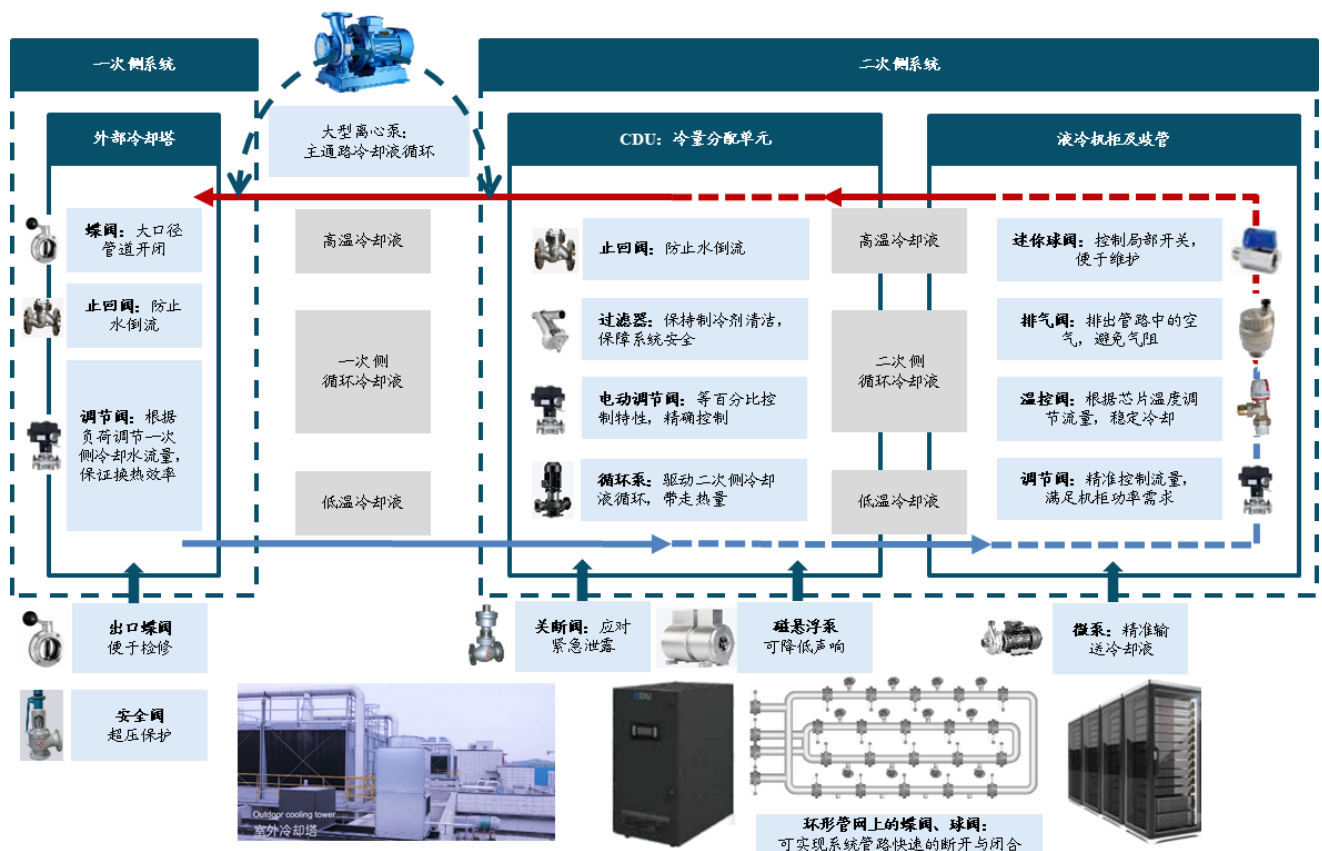 一次侧系统
二次侧系统
大型离心泵：
主通路冷却液循环
外部冷却塔
CDU：冷量分配单元
液冷机柜及歧管
蝶阀：大口径
管道开闭
止回阀：防止
水倒流
调节阀：根据
负荷调节一次
侧冷却水流量，
保证换热效率
高温冷却液
一次侧
循环冷却液
低温冷却液
止回阀：防止水倒流
过滤器：保持制冷剂清洁，
保障系统安全
电动调节阀：等百分比控
制特性，精确控制
循环泵：驱动二次侧冷却
液循环，带走热量
高温冷却液
二次侧
循环冷却液
低温冷却液
迷你球阀：控制局部开关，
便于维护
排气阀：排出管路中的空
气，避免气阻
温控阀：根据芯片温度调
节流量，稳定冷却
调节阀：精准控制流量，
满足机柜功率需求
出口蝶阀
便于检修
安全阀
超压保护
关断阀：应对
紧急泄露
磁悬浮泵
可降低声响
微泵：精准输
送冷却液
Outdoor cooling tower
室外冷却塔
CDU
环形管网上的蝶阀、球阀：
可实现系统管路快速的断开与闭合